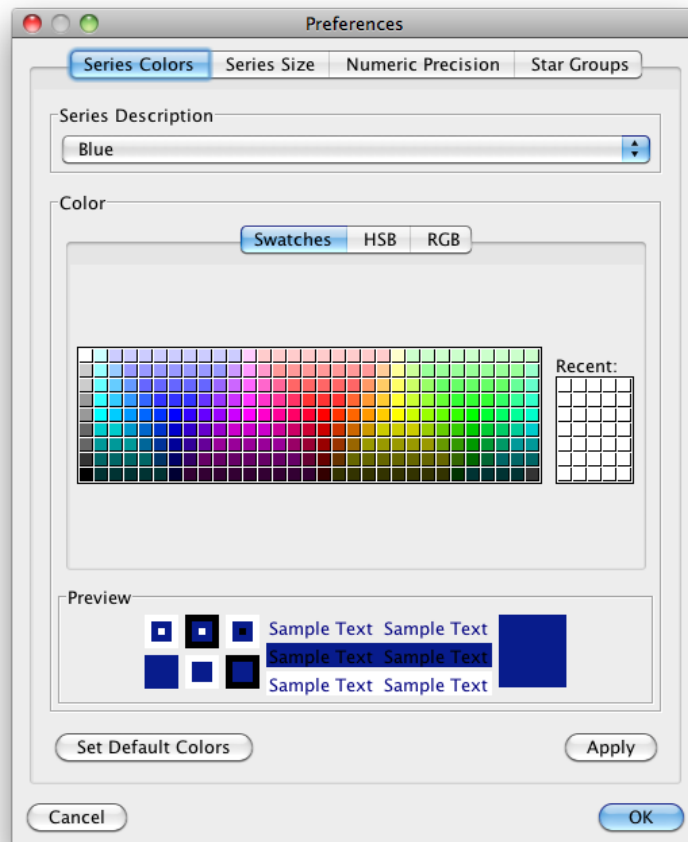 Preferences
Series Colors Series Size Numeric Precision Star Groups
Series Description
Blue
Color
Swatches HSB RGB
Recent:
Preview
Sample Text Sample Text
Sample Text Sample Text
Sample Text Sample Text
Set Default Colors Apply
Cancel OK